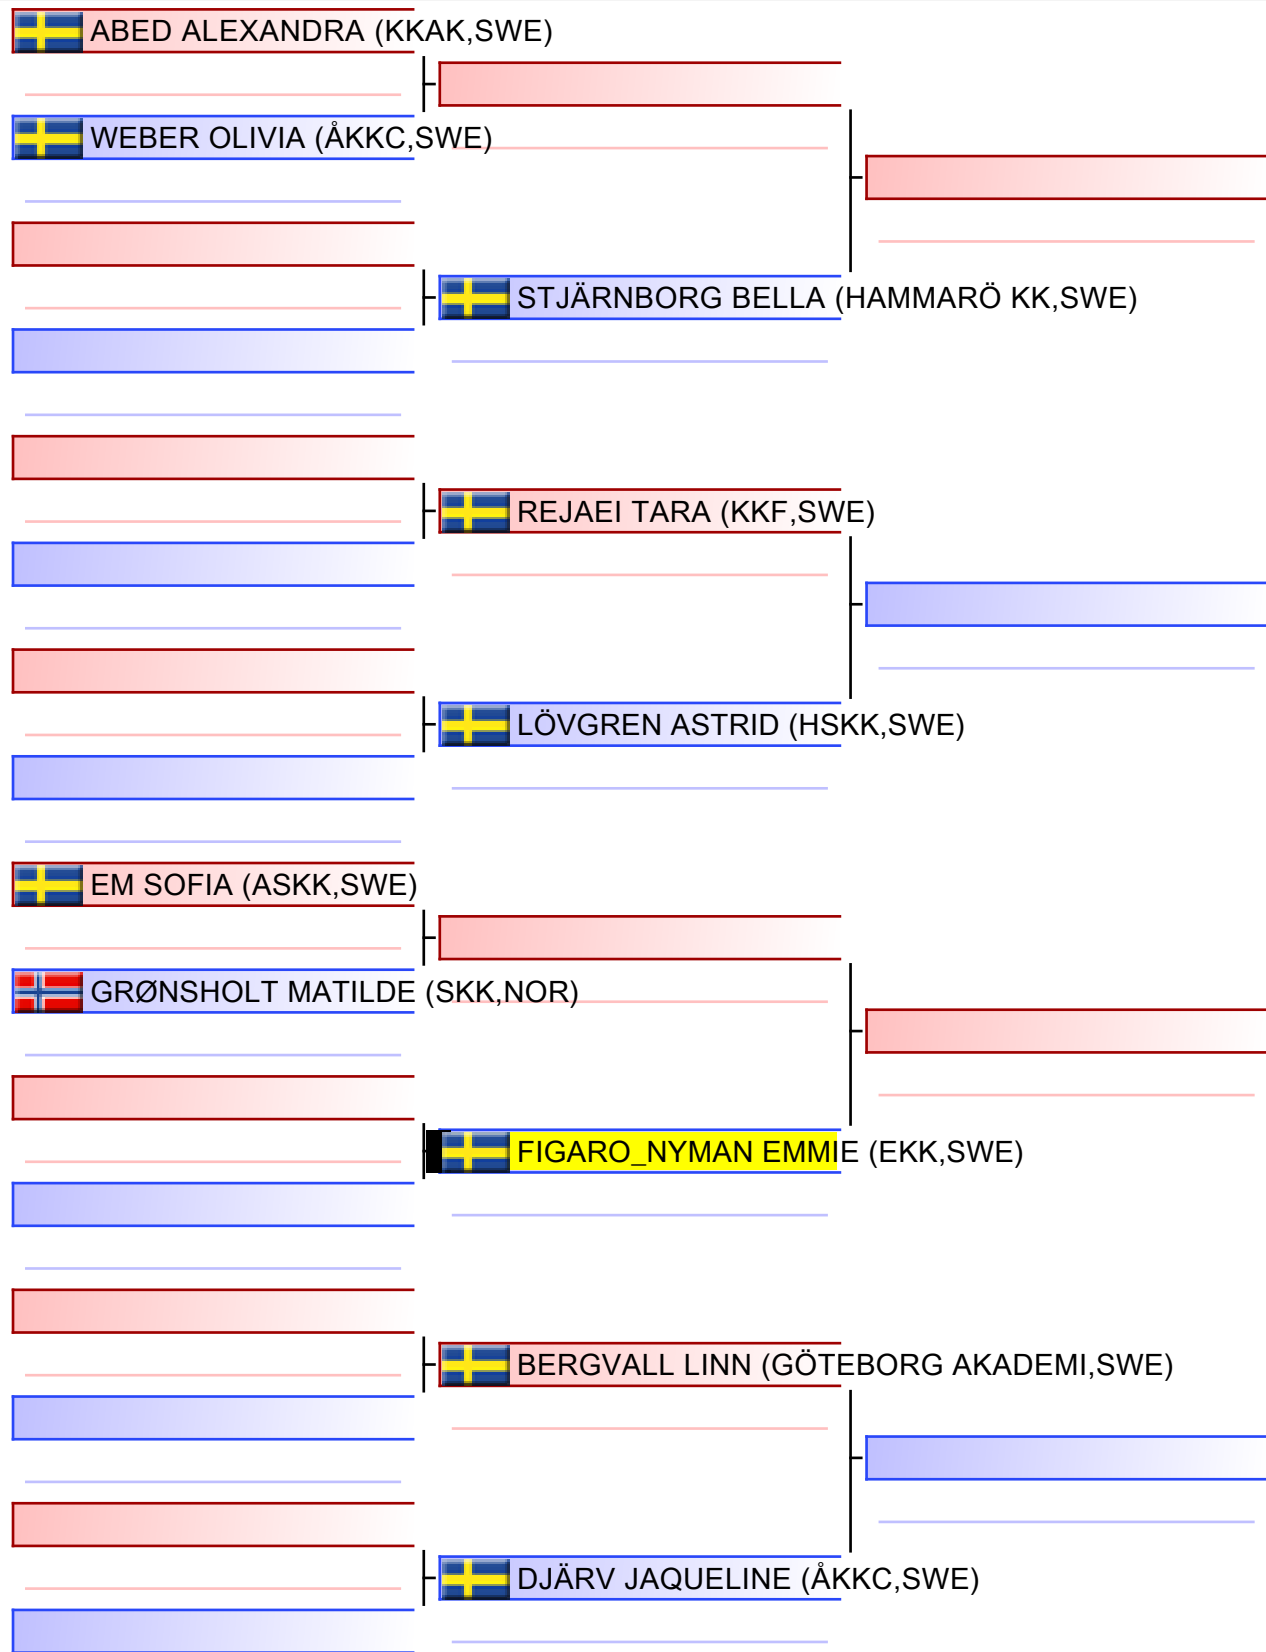 ABED ALEXANDRA (KKAK,SWE)
WEBER OLIVIA (ÅKKC,SWE)
STJÄRNBORG BELLA (HAMMARÖ KK,SWE)
REJAEI TARA (KKF,SWE)
LÖVGREN ASTRID (HSKK,SWE)
EM SOFIA (ASKK,SWE)
GRØNSHOLT MATILDE (SKK,NOR)
FIGARO_NYMAN EMMIE (EKK,SWE)
BERGVALL LINN (GÖTEBORG AKADEMI,SWE)
DJÄRV JAQUELINE (ÅKKC,SWE)